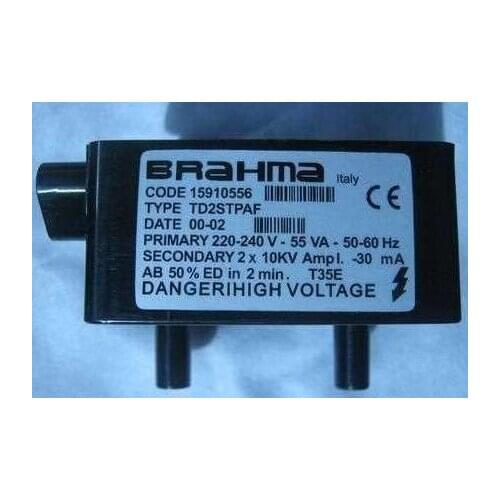 BRAHMA Italy
CODE 15910556
TYPE TD2STPAF
DATE 00-02
PRIMARY 220-240 V - 55 VA - 50-60 Hz
SECONDARY 2 x 10KV Ampl. -30 mA
AB 50% ED in 2 min. T35E
DANGERIHIGH VOLTAGE
CE